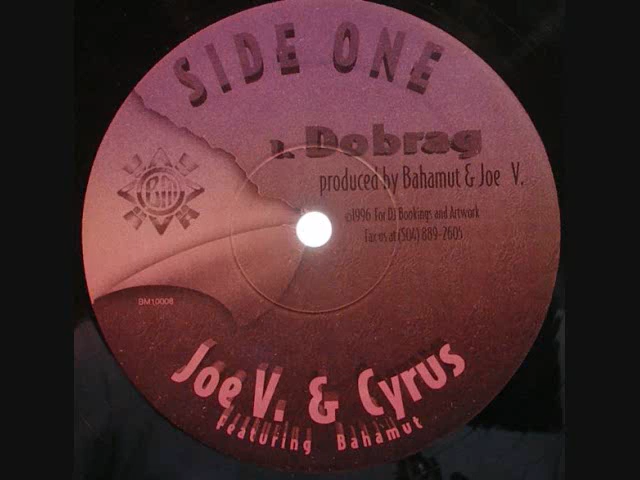 SIDE ONE
1. Dobrag
produced by Bahamut & Joe V.
©1996 For DJ Bookings and Artwork
Fax us at (504) 889-2605
BM
BM10008
Joe V. & Cyrus
Featuring Bahamut